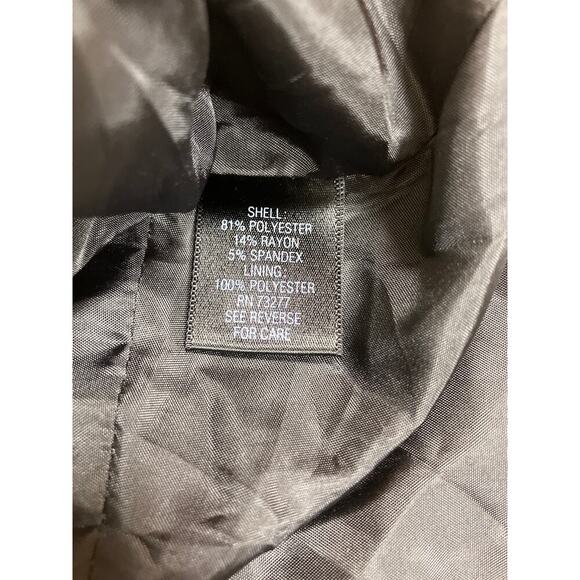 SHELL:
81% POLYESTER
14% RAYON
5% SPANDEX
LINING:
100% POLYESTER
RN 73277
SEE REVERSE
FOR CARE